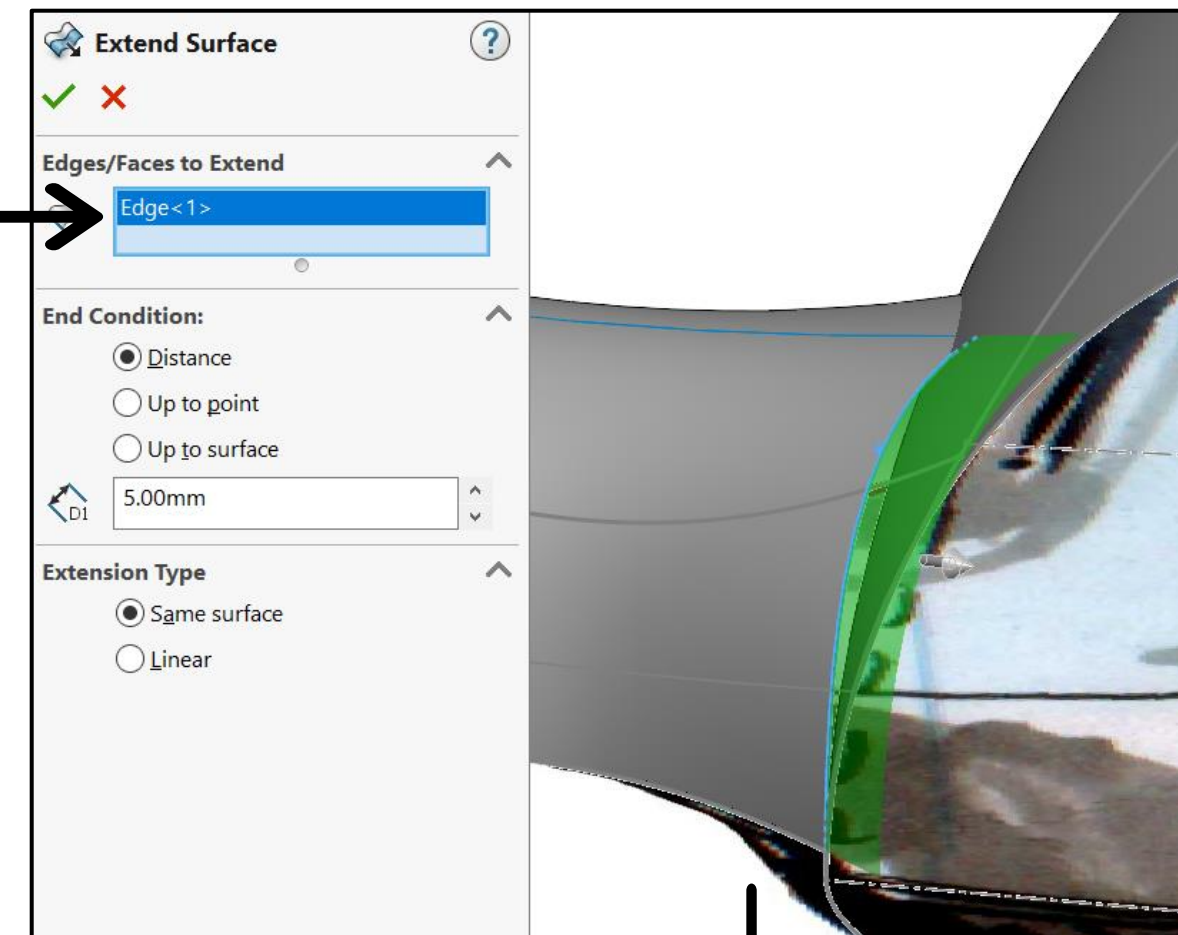 Extend Surface
?
Edges/Faces to Extend
Edge<1>
End Condition:
Distance
Up to point
Up to surface
D1
5.00mm
Extension Type
Same surface
Linear